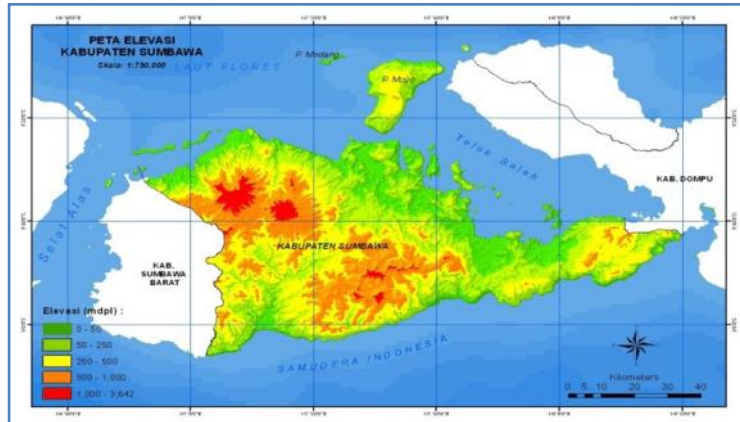 PETA ELEVASI
KABUPATEN SUMBAWA
Skala: 1:750.000
LAUT FLORES
P. Medang
P. Moyo
Teluk Saleh
KAB. DOMPU
Selat Alas
KAB.
SUMBAWA
BARAT
KABUPATEN SUMBAWA
SAMUDERA INDONESIA
Elevasi (mdpl) :
0 - 50
50 - 250
250 - 500
500 - 1,000
1,000 - 3,642
Kilometers
0 5 10 20 30 40